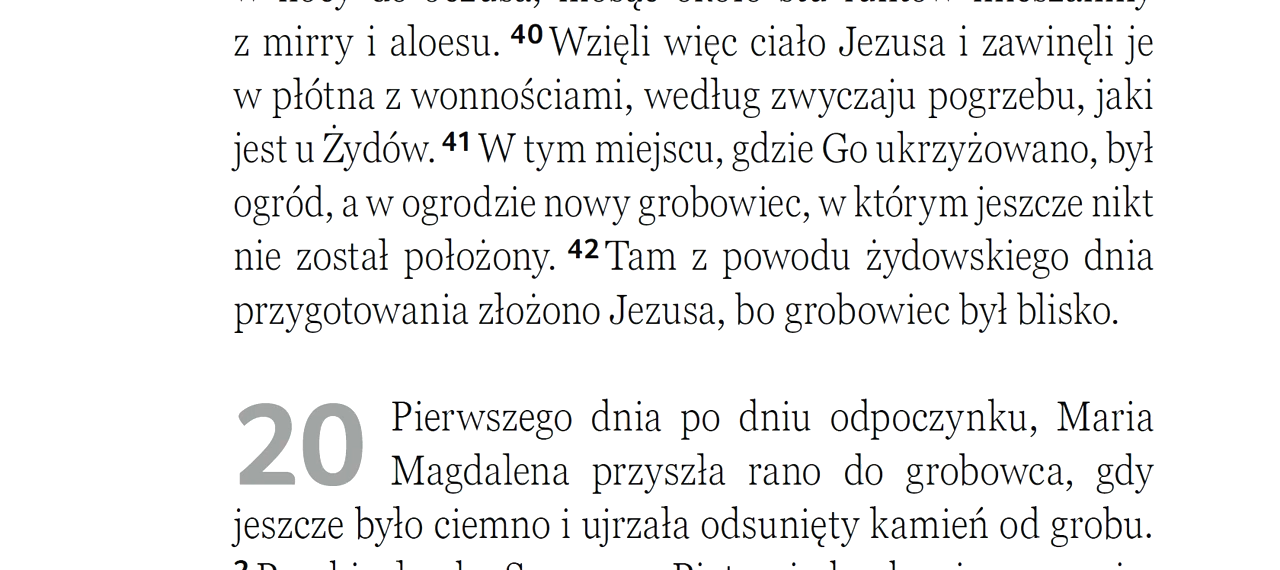 z mirry i aloesu. 40 Wzięli więc ciało Jezusa i zawinęli je
w płótna z wonnościami, według zwyczaju pogrzebu, jaki
jest u Żydów. 41 W tym miejscu, gdzie Go ukrzyżowano, był
ogród, a w ogrodzie nowy grobowiec, w którym jeszcze nikt
nie został położony. 42 Tam z powodu żydowskiego dnia
przygotowania złożono Jezusa, bo grobowiec był blisko.
20 Pierwszego dnia po dniu odpoczynku, Maria
Magdalena przyszła rano do grobowca, gdy
jeszcze było ciemno i ujrzała odsunięty kamień od grobu.